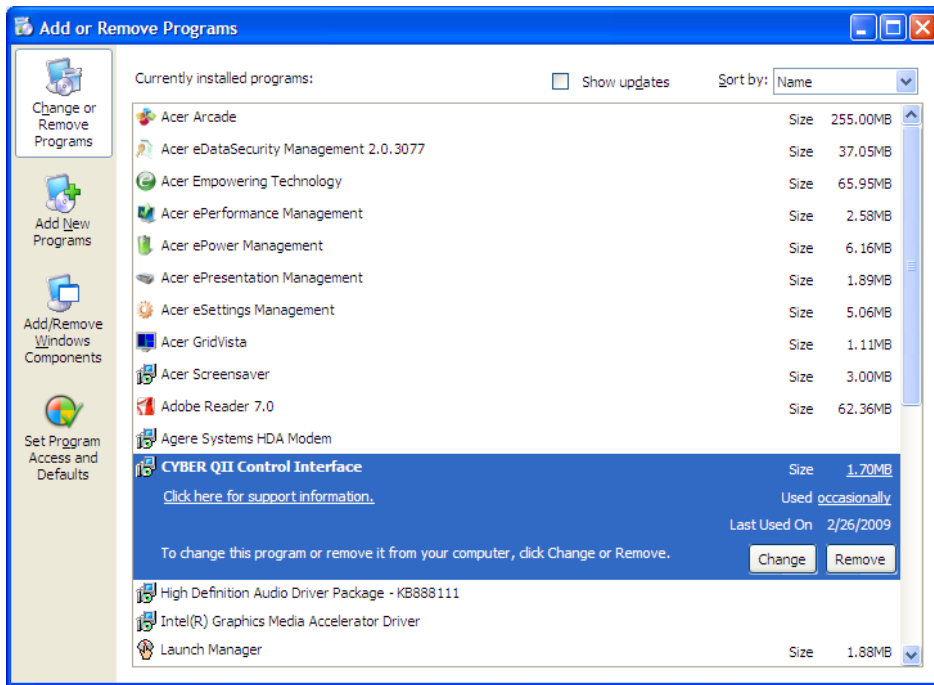 Add or Remove Programs
Change or
Remove
Programs
Add New
Programs
Add/Remove
Windows
Components
Set Program
Access and
Defaults
Currently installed programs:
Show updates
Sort by: Name
Acer Arcade Size 255.00MB
Acer eDataSecurity Management 2.0.3077 Size 37.05MB
Acer Empowering Technology Size 65.95MB
Acer ePerformance Management Size 2.58MB
Acer ePower Management Size 6.16MB
Acer ePresentation Management Size 1.89MB
Acer eSettings Management Size 5.06MB
Acer GridVista Size 1.11MB
Acer Screensaver Size 3.00MB
Adobe Reader 7.0 Size 62.36MB
Agere Systems HDA Modem
CYBER QII Control Interface Size 1.70MB
Click here for support information. Used occasionally
Last Used On 2/26/2009
To change this program or remove it from your computer, click Change or Remove. Change Remove
High Definition Audio Driver Package - KB888111
Intel(R) Graphics Media Accelerator Driver
Launch Manager Size 1.88MB